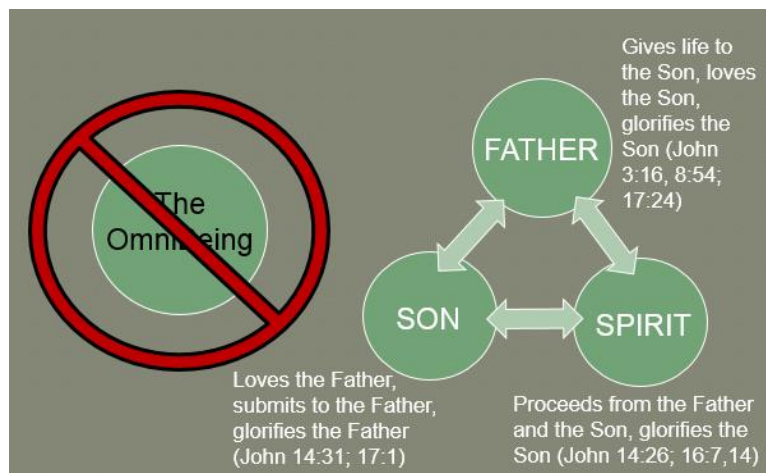 The
OmniBeing
FATHER
Gives life to
the Son, loves
the Son,
glorifies the
Son (John
3:16, 8:54;
17:24)
SON
SPIRIT
Loves the Father,
submits to the Father,
glorifies the Father
(John 14:31; 17:1)
Proceeds from the Father
and the Son, glorifies the
Son (John 14:26; 16:7,14)